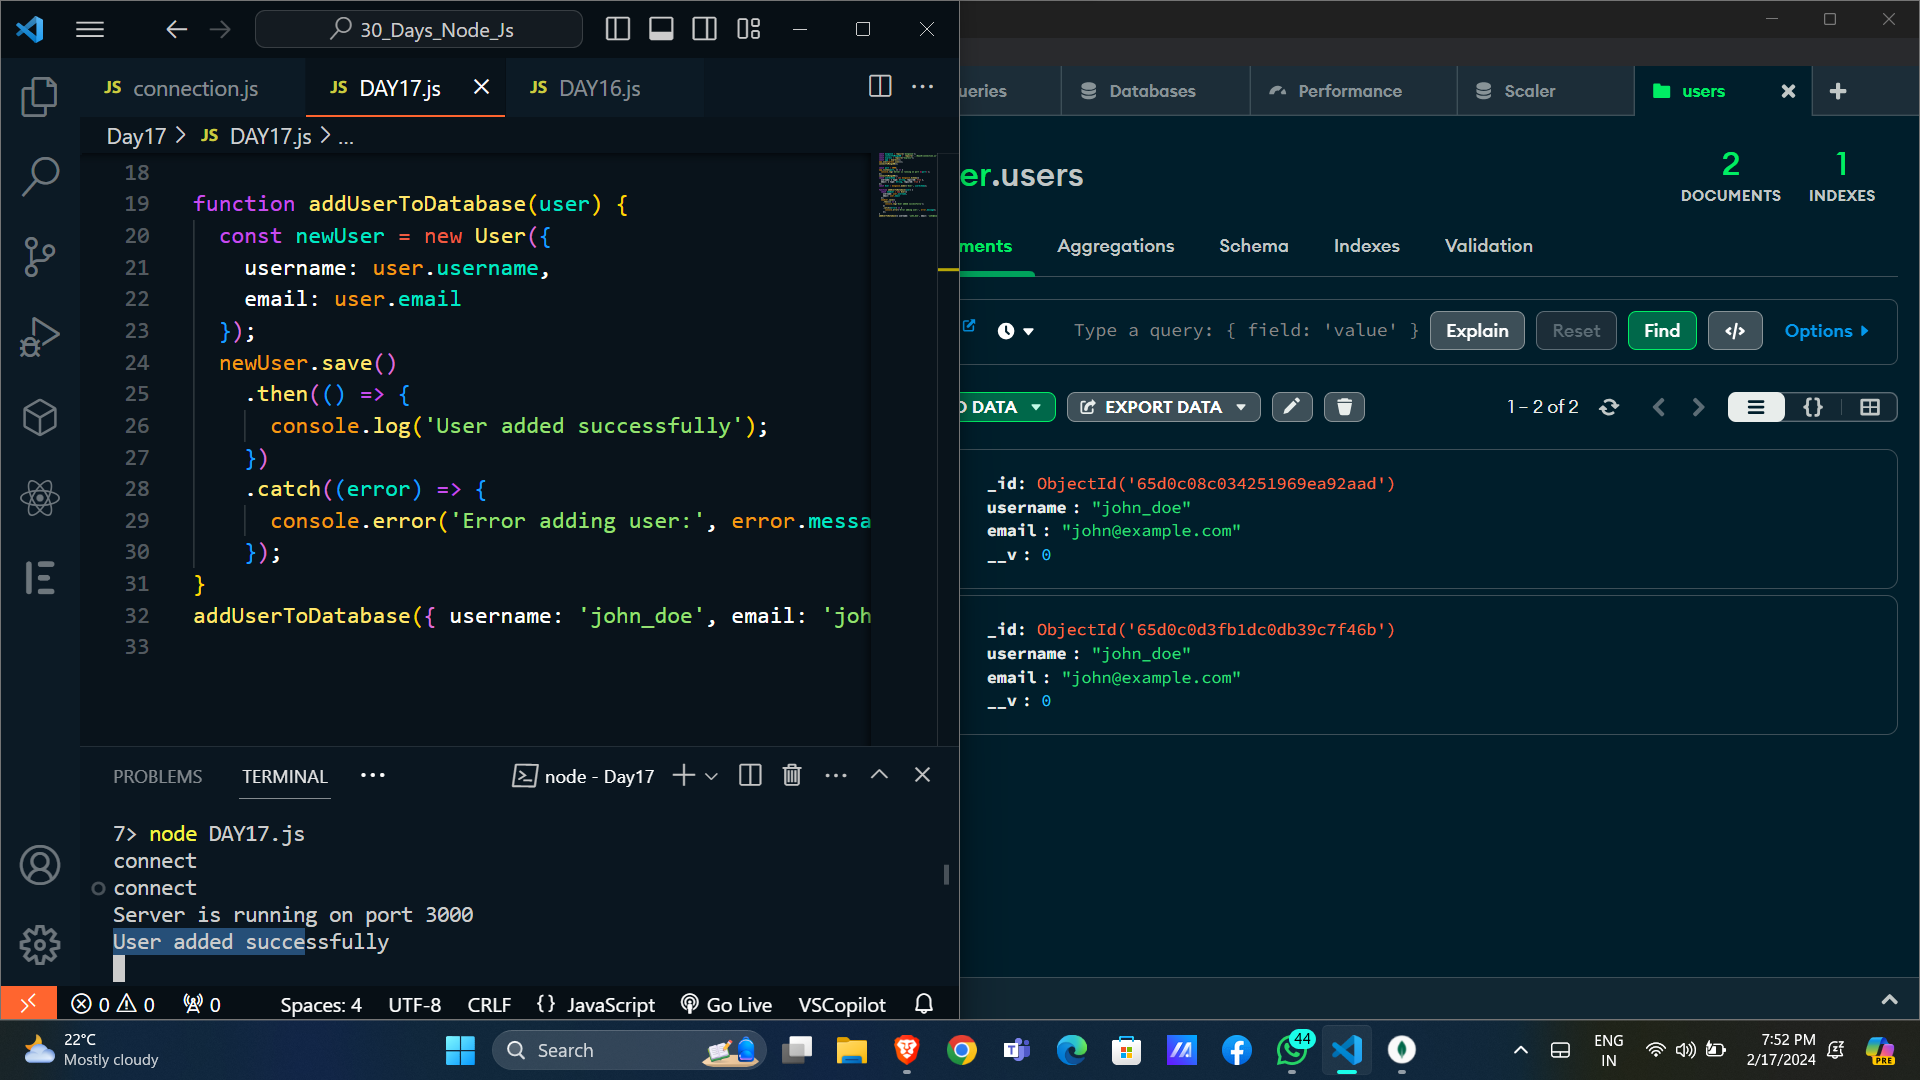 30_Days_Node_Js
JS connection.js
JS DAY17.js
JS DAY16.js
Day17 > JS DAY17.js > ...
18
19 function addUserToDatabase(user) {
20 const newUser = new User({
21 username: user.username,
22 email: user.email
23 });
24 newUser.save()
25 .then(() => {
26 console.log('User added successfully');
27 })
28 .catch((error) => {
29 console.error('Error adding user:', error.messa
30 });
31 }
32 addUserToDatabase({ username: 'john_doe', email: 'joh
33
PROBLEMS
TERMINAL
node - Day17
7> node DAY17.js
connect
connect
Server is running on port 3000
User added successfully
0 0 0 Spaces: 4 UTF-8 CRLF {} JavaScript Go Live VSCopilot
ueries
Databases
Performance
Scaler
users
er.users
2
DOCUMENTS
1
INDEXES
ments
Aggregations
Schema
Indexes
Validation
Type a query: { field: 'value' }
Explain
Reset
Find
</>
Options
D DATA
EXPORT DATA
1 – 2 of 2
{}
_id: ObjectId('65d0c08c034251969ea92aad')
username : "john_doe"
email : "john@example.com"
__v : 0
_id: ObjectId('65d0c0d3fb1dc0db39c7f46b')
username : "john_doe"
email : "john@example.com"
__v : 0
22°C
Mostly cloudy
Search
44
ENG
IN
7:52 PM
2/17/2024
PRE